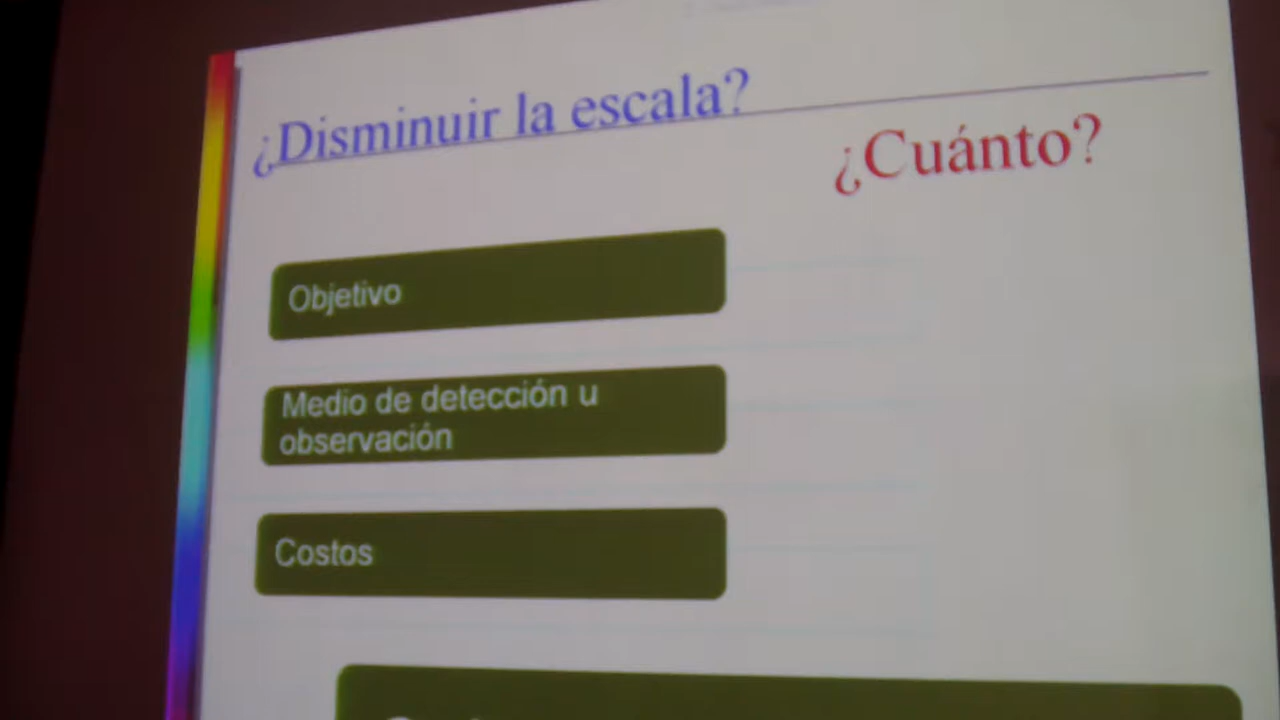 ¿Disminuir la escala?
¿Cuánto?
Objetivo
Medio de detección u
observación
Costos